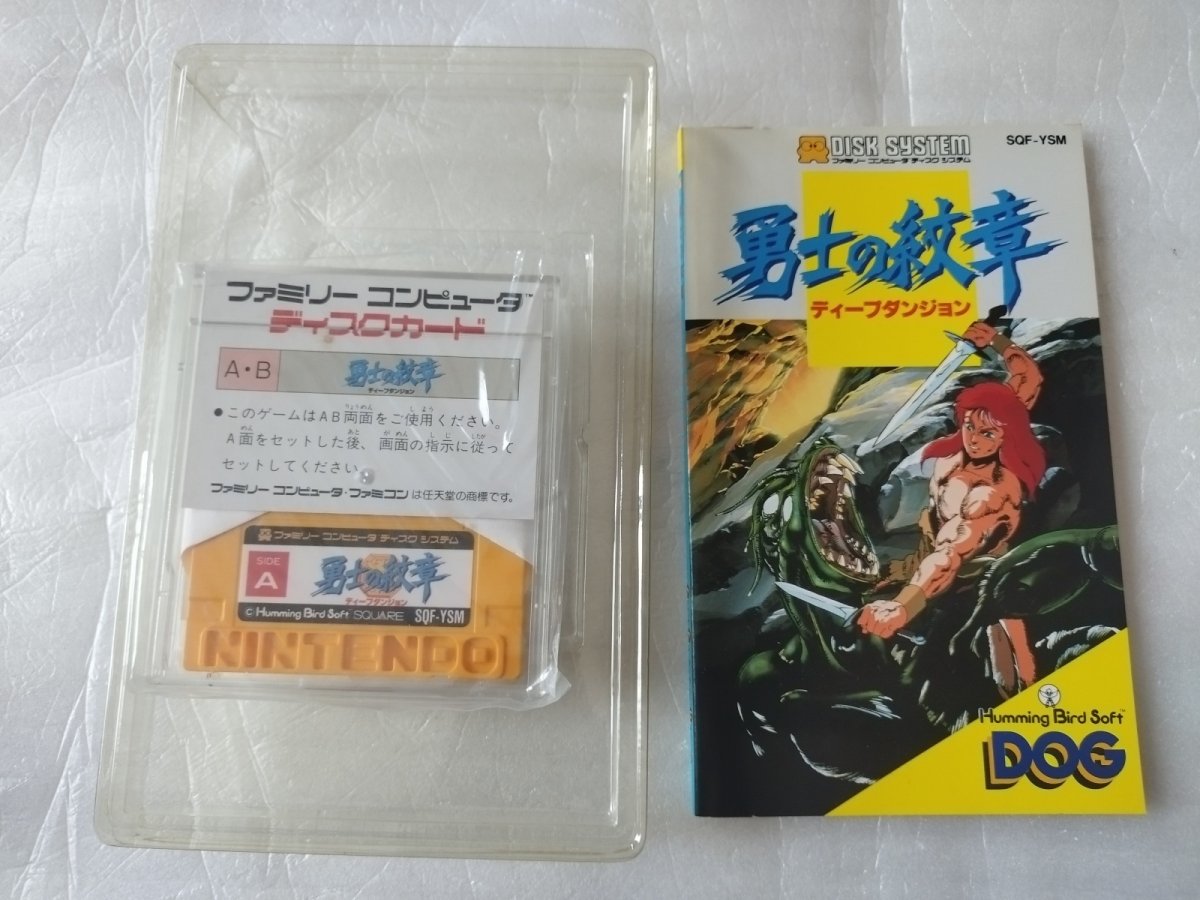 ファミリー コンピュータ™
ディスクカード
A・B
勇士の紋章
ディープダンジョン
●このゲームはAB両面をご使用ください。
A面をセットした後、画面の指示に従って
セットしてください。
ファミリー コンピュータ・ファミコン は任天堂の商標です。
ファミリー コンピュータ ディスク システム
SIDE
A
勇士の紋章
ディープダンジョン
© Humming Bird Soft SQUARE SQF-YSM
NINTENDO
DISK SYSTEM
ファミリー コンピュータ ディスク システム
SQF-YSM
勇士の紋章
ディープダンジョン
Humming Bird Soft™
DOG